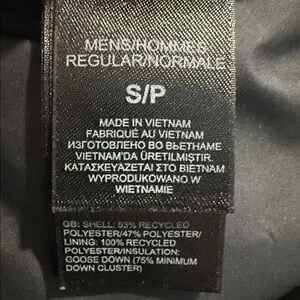 MENS/HOMMES
REGULAR/NORMALE
S/P
MADE IN VIETNAM
FABRIQUÉ AU VIETNAM
ИЗГОТОВЛЕНО ВО ВЬЕТНАМЕ
VIETNAM'DA ÜRETILMIŞTIR.
ΚΑΤΑΣΚΕΥΑΖΕΤΑΙ ΣΤΟ ΒΙΕΤΝΑΜ
WYPRODUKOWANO W
WIETNAMIE
GB: SHELL: 53% RECYCLED
POLYESTER/47% POLYESTER/
LINING: 100% RECYCLED
POLYESTER/INSULATION:
GOOSE DOWN (75% MINIMUM
DOWN CLUSTER)